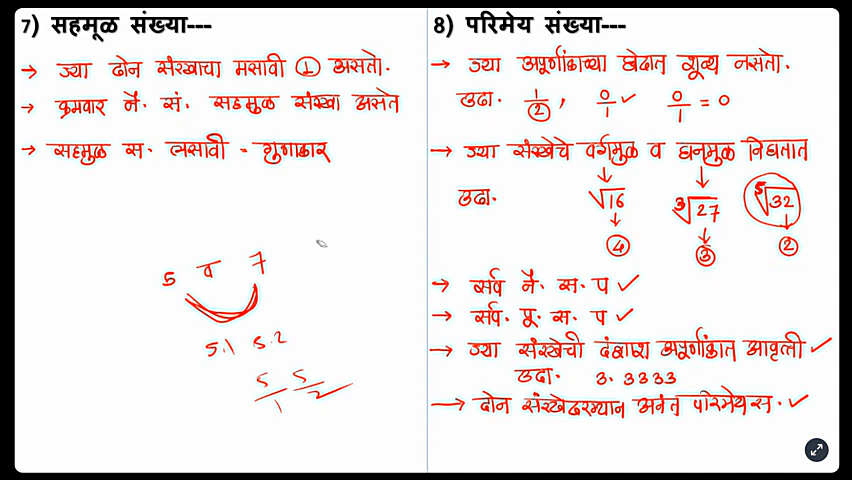 7) सहमूळ संख्या---
→ ज्या दोन संख्याचा मसावी 1 असतो.
→ क्रमवार नै. सं. सहमुळ संख्या असते
→ सहमुळ स. लसावी = गुणाकार
5 व 7
5.1 5.2
5/1 5/2
8) परिमेय संख्या---
→ ज्या अपूर्णांकाच्या छेदात शून्य नसतो.
उदा. 1/2, 0/1 ✓ 0/1 = 0
→ ज्या संख्येचे वर्गमुळ व घनमुळ निघतात
उदा. √16 ³√27 ⁵√32
4 3 2
→ सर्व नै. स. प ✓
→ सर्व. पू. स. प ✓
→ ज्या संख्येची दशांश अपूर्णांकात आवृत्ती ✓
उदा. 3.3333
→ दोन संख्येदरम्यान अनंत परिमेय स. ✓